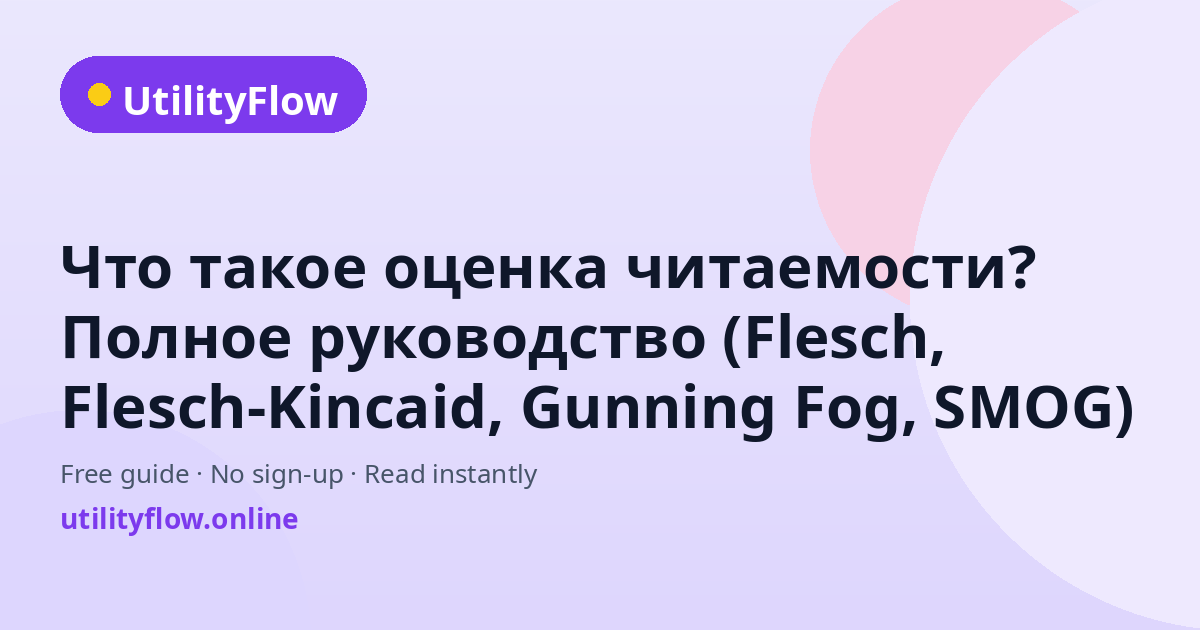 UtilityFlow
Что такое оценка читаемости?
Полное руководство (Flesch,
Flesch-Kincaid, Gunning Fog, SMOG)
Free guide · No sign-up · Read instantly
utilityflow.online